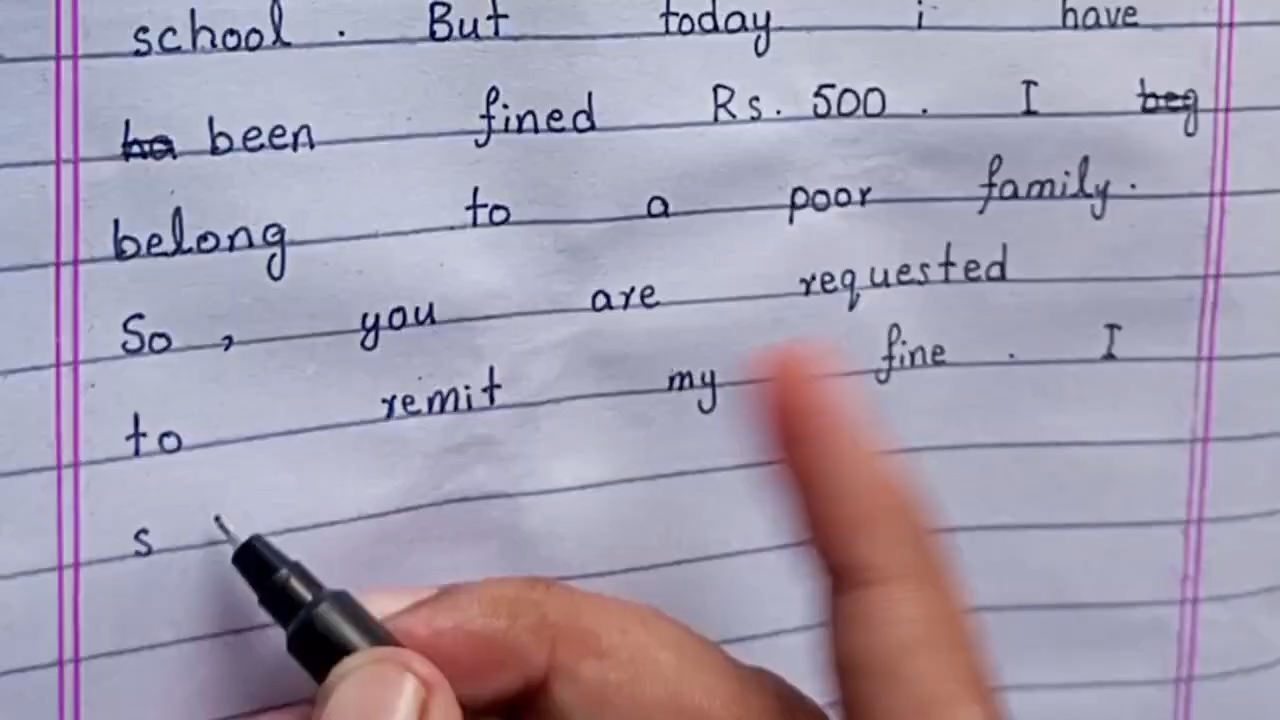 school . But today i have
ha been fined Rs. 500 . I beg
belong to a poor family.
So , you are requested
to remit my fine . I
s